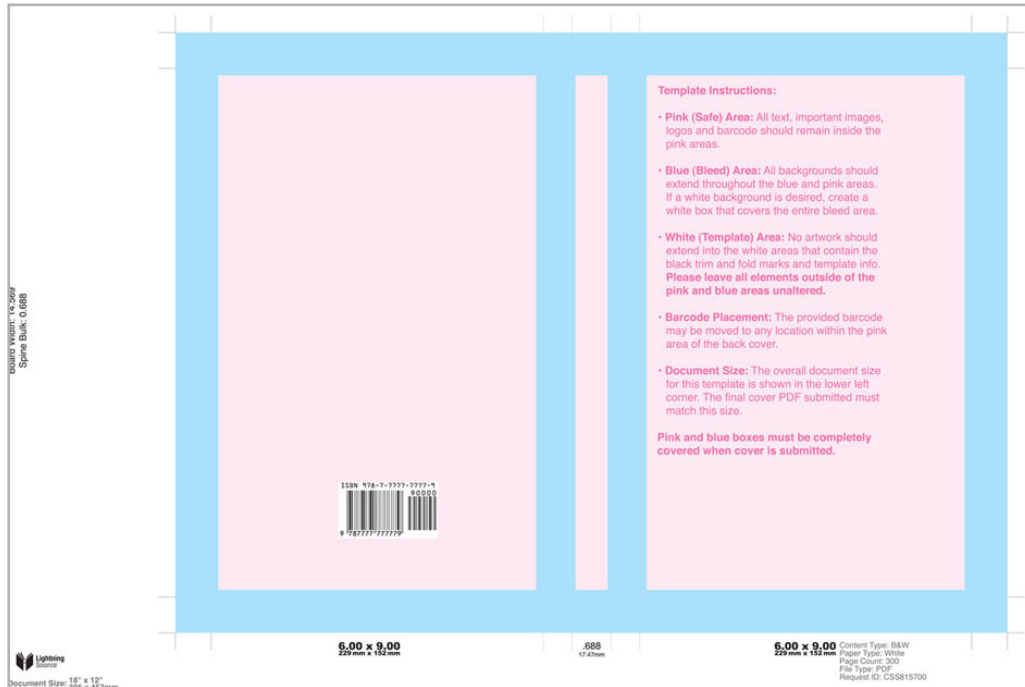 Template Instructions:
• Pink (Safe) Area: All text, important images,
logos and barcode should remain inside the
pink areas.
• Blue (Bleed) Area: All backgrounds should
extend throughout the blue and pink areas.
If a white background is desired, create a
white box that covers the entire bleed area.
• White (Template) Area: No artwork should
extend into the white areas that contain the
black trim and fold marks and template info.
Please leave all elements outside of the
pink and blue areas unaltered.
• Barcode Placement: The provided barcode
may be moved to any location within the pink
area of the back cover.
• Document Size: The overall document size
for this template is shown in the lower left
corner. The final cover PDF submitted must
match this size.
Pink and blue boxes must be completely
covered when cover is submitted.
Board Width: 14.569
Spine Bulk: 0.688
ISBN 978-7-7777-7777-9
90000
9 787777 777779
6.00 x 9.00
229 mm x 152 mm
.688
17.47mm
6.00 x 9.00
229 mm x 152 mm
Content Type: B&W
Paper Type: White
Page Count: 300
File Type: PDF
Request ID: CSS815700
Lightning
Source
Document Size: 18" x 12"